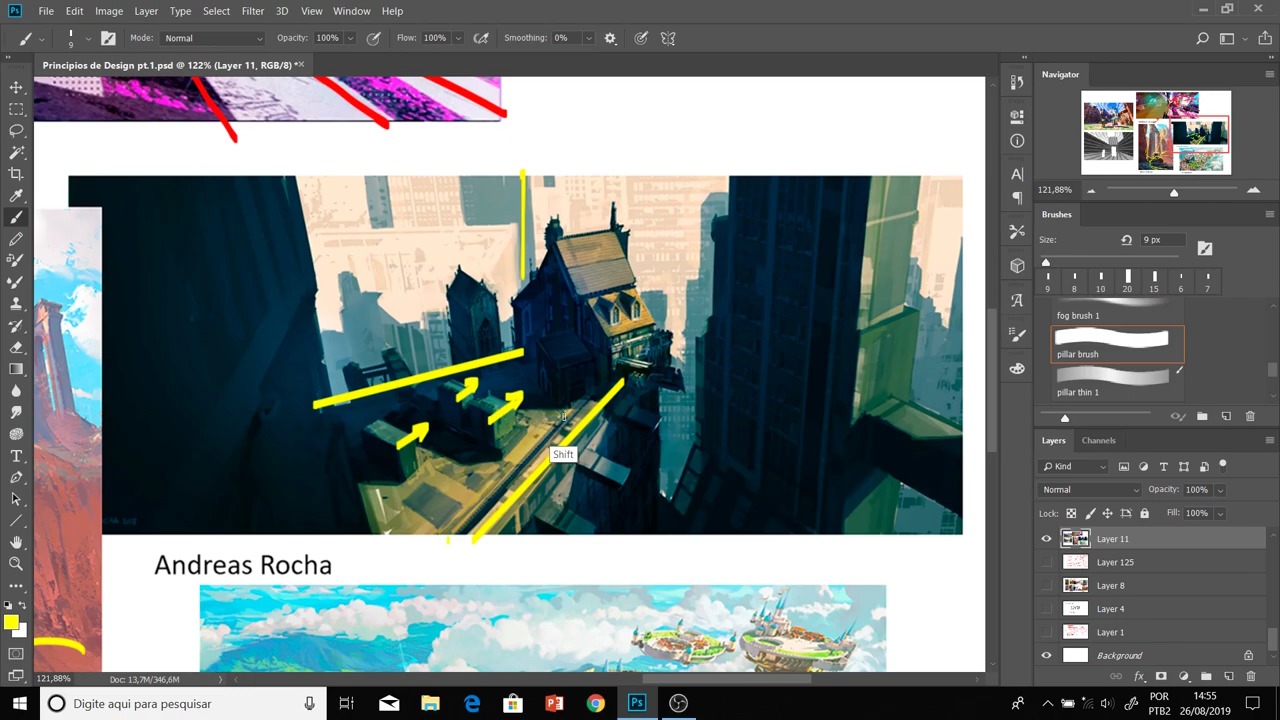 File Edit Image Layer Type Select Filter 3D View Window Help
9 Mode: Normal Opacity: 100% Flow: 100% Smoothing: 0%
Principios de Design pt.1.psd @ 122% (Layer 11, RGB/8) *
Navigator
121,88%
Brushes
Size: 9 px
9 8 10 20 15 6 7
fog brush 1
pillar brush
pillar thin 1
Shift
Andreas Rocha
Layers Channels
Kind
Normal Opacity: 100%
Lock: Fill: 100%
Layer 11
Layer 125
Layer 8
Layer 4
Layer 1
Background
121,88% Doc: 13,7M/346,6M
Digite aqui para pesquisar
POR
PTB2
14:55
26/08/2019